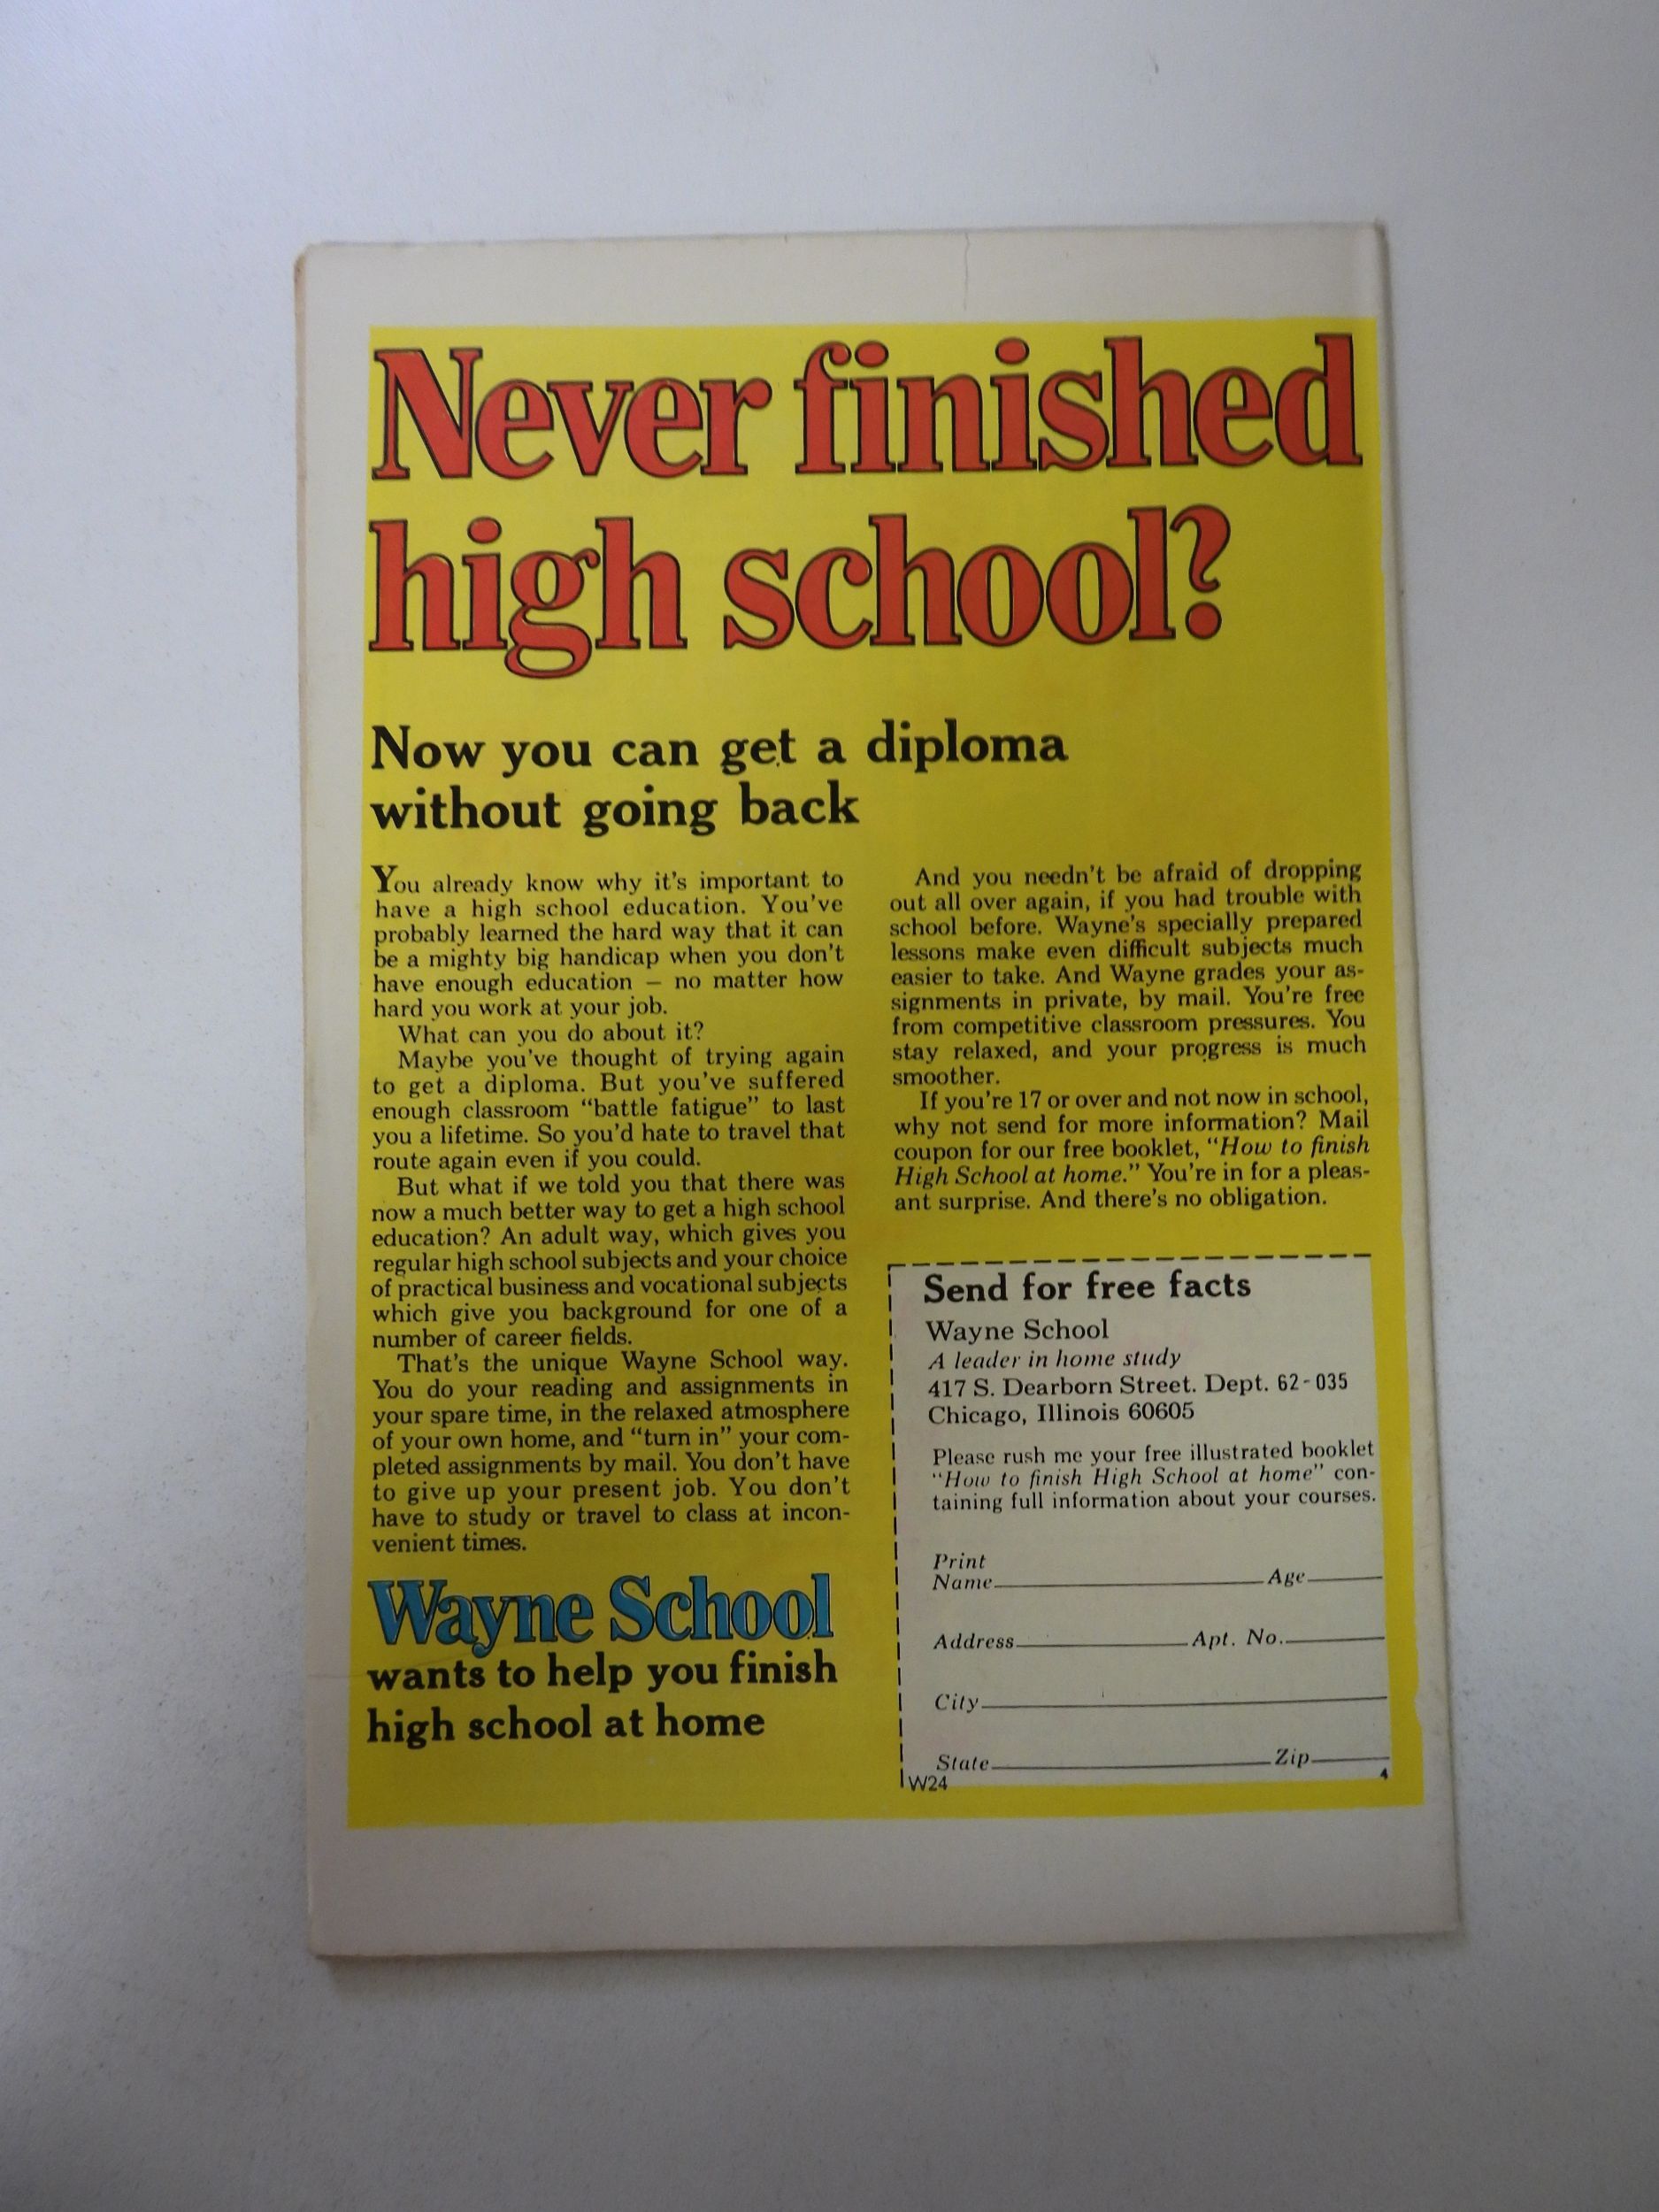 Never finished
high school?
Now you can get a diploma
without going back
You already know why it's important to
have a high school education. You've
probably learned the hard way that it can
be a mighty big handicap when you don't
have enough education – no matter how
hard you work at your job.
What can you do about it?
Maybe you've thought of trying again
to get a diploma. But you've suffered
enough classroom "battle fatigue" to last
you a lifetime. So you'd hate to travel that
route again even if you could.
But what if we told you that there was
now a much better way to get a high school
education? An adult way, which gives you
regular high school subjects and your choice
of practical business and vocational subjects
which give you background for one of a
number of career fields.
That's the unique Wayne School way.
You do your reading and assignments in
your spare time, in the relaxed atmosphere
of your own home, and "turn in" your com-
pleted assignments by mail. You don't have
to give up your present job. You don't
have to study or travel to class at incon-
venient times.
Wayne School
wants to help you finish
high school at home
And you needn't be afraid of dropping
out all over again, if you had trouble with
school before. Wayne's specially prepared
lessons make even difficult subjects much
easier to take. And Wayne grades your as-
signments in private, by mail. You're free
from competitive classroom pressures. You
stay relaxed, and your progress is much
smoother.
If you're 17 or over and not now in school,
why not send for more information? Mail
coupon for our free booklet, "How to finish
High School at home." You're in for a pleas-
ant surprise. And there's no obligation.
Send for free facts
Wayne School
A leader in home study
417 S. Dearborn Street. Dept. 62-035
Chicago, Illinois 60605
Please rush me your free illustrated booklet
"How to finish High School at home" con-
taining full information about your courses.
Print
Name Age
Address Apt. No.
City
State Zip
W24 4